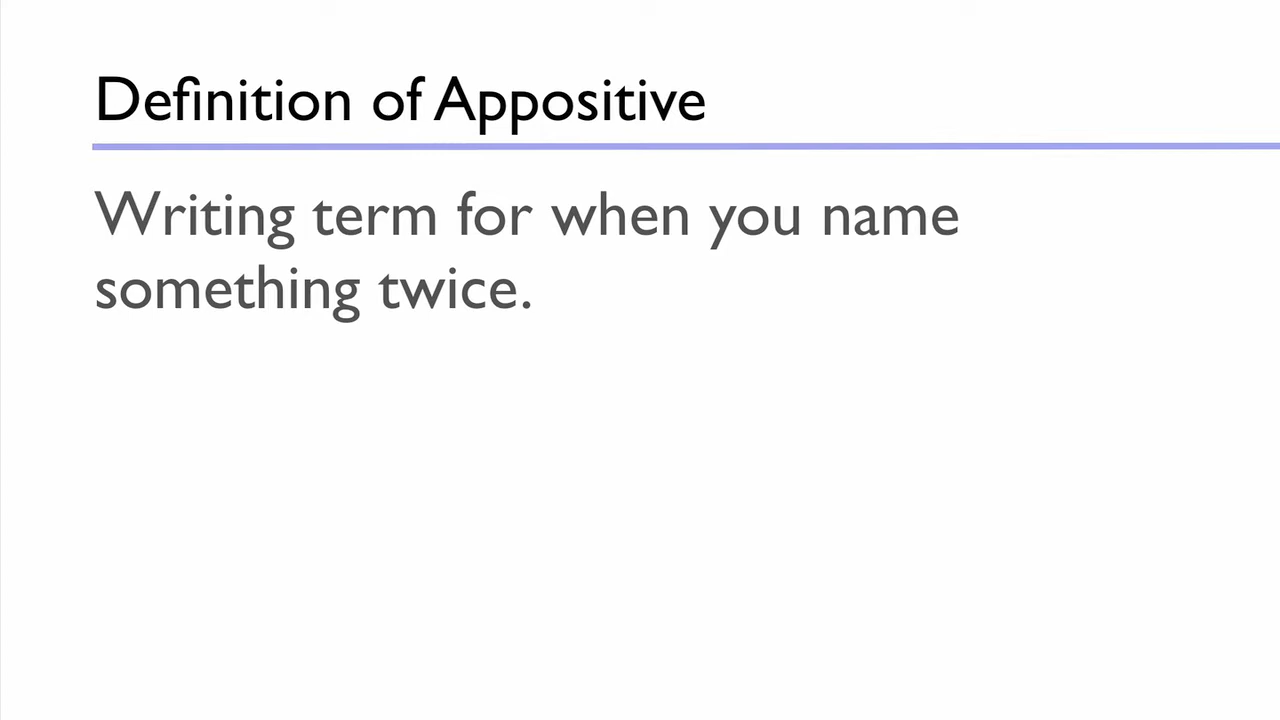 Definition of Appositive
Writing term for when you name
something twice.